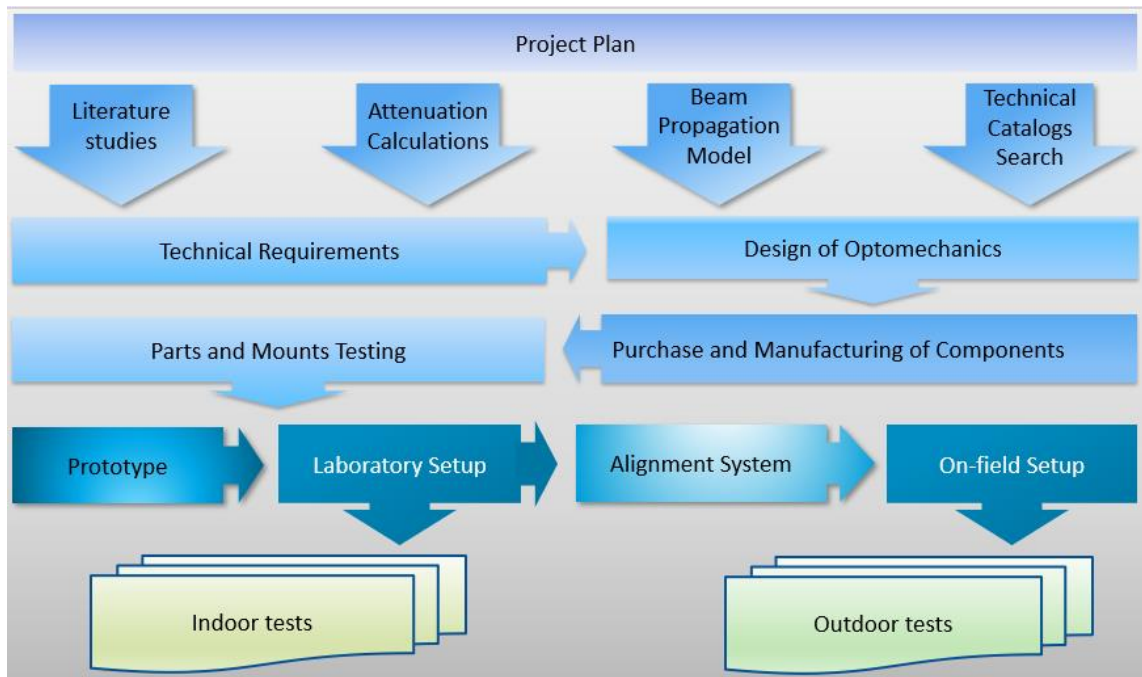 Project Plan
Literature
studies
Attenuation
Calculations
Beam
Propagation
Model
Technical
Catalogs
Search
Technical Requirements
Design of Optomechanics
Parts and Mounts Testing
Purchase and Manufacturing of Components
Prototype
Laboratory Setup
Alignment System
On-field Setup
Indoor tests
Outdoor tests